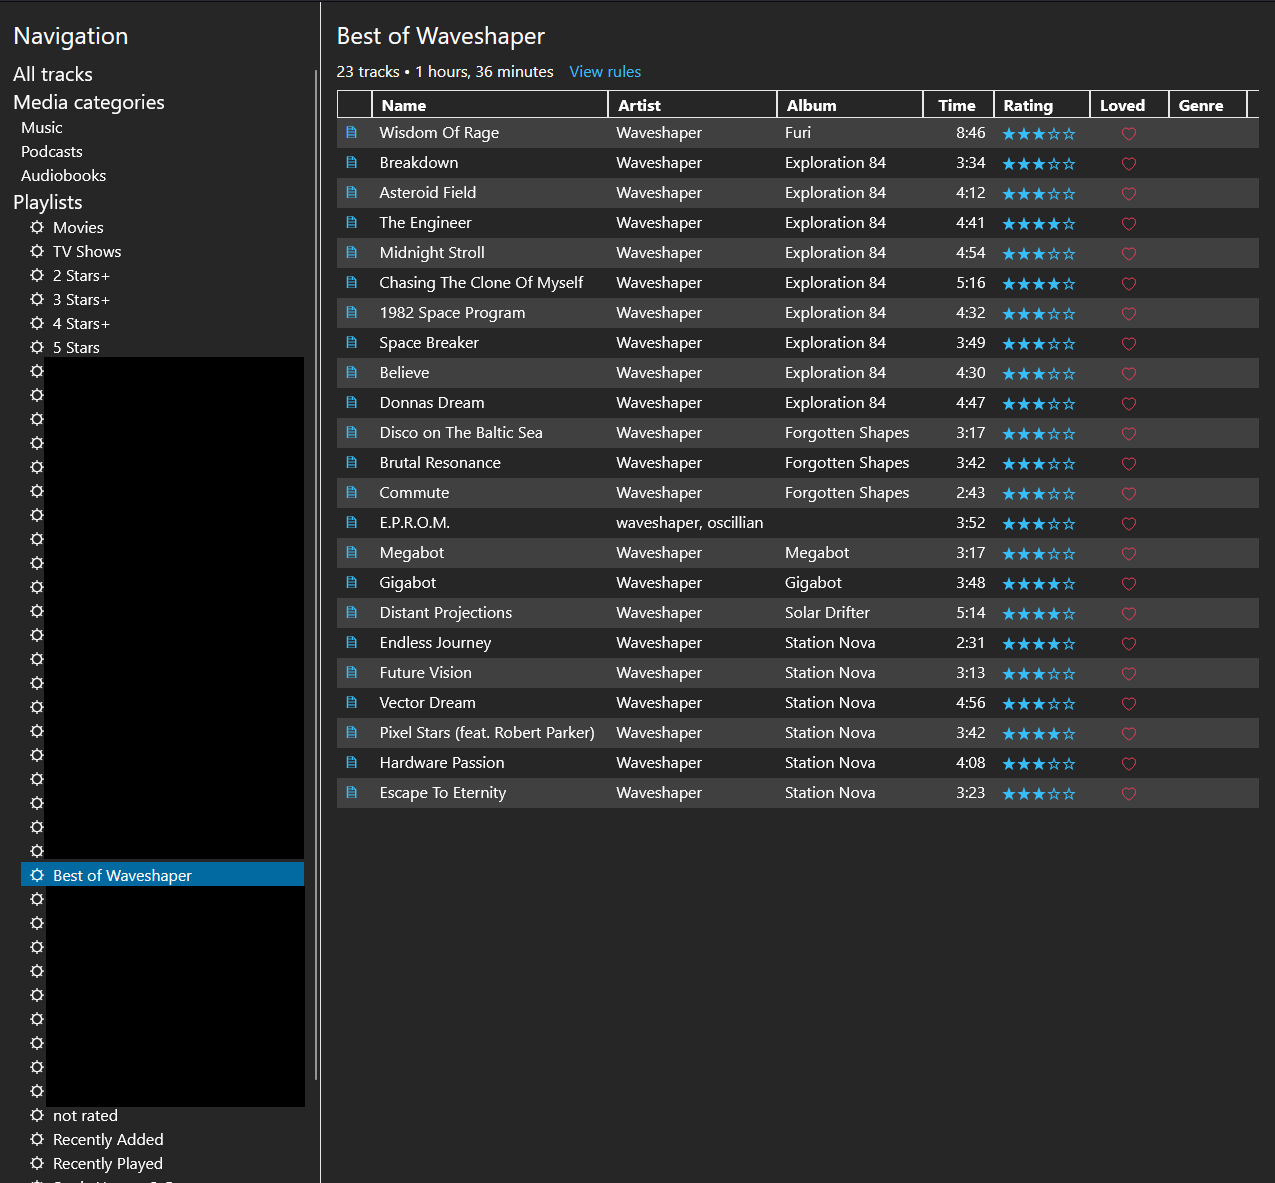 Navigation
All tracks
Media categories
Music
Podcasts
Audiobooks
Playlists
Movies
TV Shows
2 Stars+
3 Stars+
4 Stars+
5 Stars
Best of Waveshaper
not rated
Recently Added
Recently Played
Best of Waveshaper
23 tracks • 1 hours, 36 minutes View rules
Name Artist Album Time Rating Loved Genre
Wisdom Of Rage Waveshaper Furi 8:46
Breakdown Waveshaper Exploration 84 3:34
Asteroid Field Waveshaper Exploration 84 4:12
The Engineer Waveshaper Exploration 84 4:41
Midnight Stroll Waveshaper Exploration 84 4:54
Chasing The Clone Of Myself Waveshaper Exploration 84 5:16
1982 Space Program Waveshaper Exploration 84 4:32
Space Breaker Waveshaper Exploration 84 3:49
Believe Waveshaper Exploration 84 4:30
Donnas Dream Waveshaper Exploration 84 4:47
Disco on The Baltic Sea Waveshaper Forgotten Shapes 3:17
Brutal Resonance Waveshaper Forgotten Shapes 3:42
Commute Waveshaper Forgotten Shapes 2:43
E.P.R.O.M. waveshaper, oscillian 3:52
Megabot Waveshaper Megabot 3:17
Gigabot Waveshaper Gigabot 3:48
Distant Projections Waveshaper Solar Drifter 5:14
Endless Journey Waveshaper Station Nova 2:31
Future Vision Waveshaper Station Nova 3:13
Vector Dream Waveshaper Station Nova 4:56
Pixel Stars (feat. Robert Parker) Waveshaper Station Nova 3:42
Hardware Passion Waveshaper Station Nova 4:08
Escape To Eternity Waveshaper Station Nova 3:23